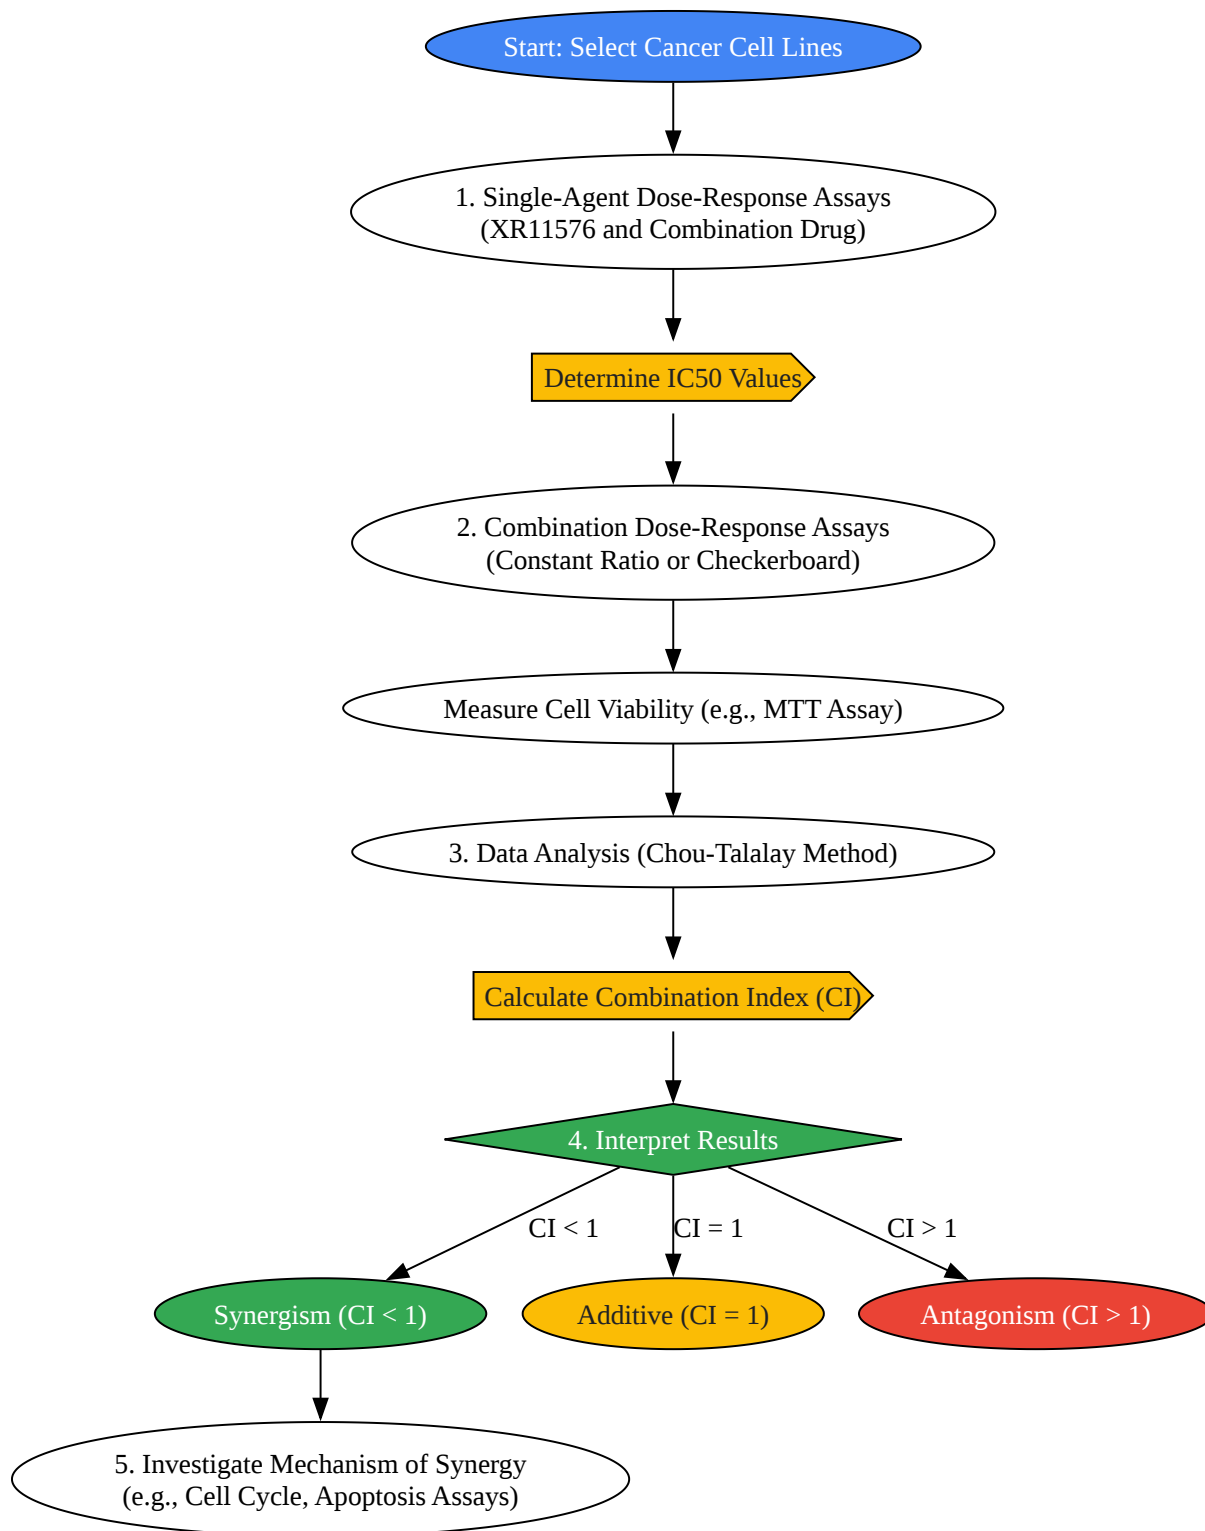 Start: Select Cancer Cell Lines
1. Single-Agent Dose-Response Assays
(XR11576 and Combination Drug)
Determine IC50 Values
2. Combination Dose-Response Assays
(Constant Ratio or Checkerboard)
Measure Cell Viability (e.g., MTT Assay)
3. Data Analysis (Chou-Talalay Method)
Calculate Combination Index (CI)
4. Interpret Results
CI < 1
CI = 1
CI > 1
Synergism (CI < 1)
Additive (CI = 1)
Antagonism (CI > 1)
5. Investigate Mechanism of Synergy
(e.g., Cell Cycle, Apoptosis Assays)